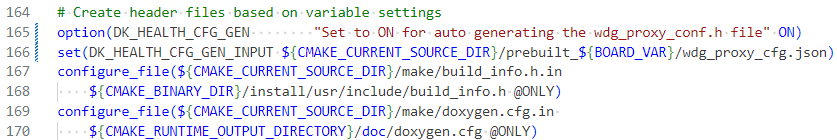 164 # Create header files based on variable settings
165 option(DK_HEALTH_CFG_GEN        "Set to ON for auto generating the wdg_proxy_conf.h file" ON)
166 set(DK_HEALTH_CFG_GEN_INPUT ${CMAKE_CURRENT_SOURCE_DIR}/prebuilt_${BOARD_VAR}/wdg_proxy_cfg.json)
167 configure_file(${CMAKE_CURRENT_SOURCE_DIR}/make/build_info.h.in
168     ${CMAKE_BINARY_DIR}/install/usr/include/build_info.h @ONLY)
169 configure_file(${CMAKE_CURRENT_SOURCE_DIR}/make/doxygen.cfg.in
170     ${CMAKE_RUNTIME_OUTPUT_DIRECTORY}/doc/doxygen.cfg @ONLY)